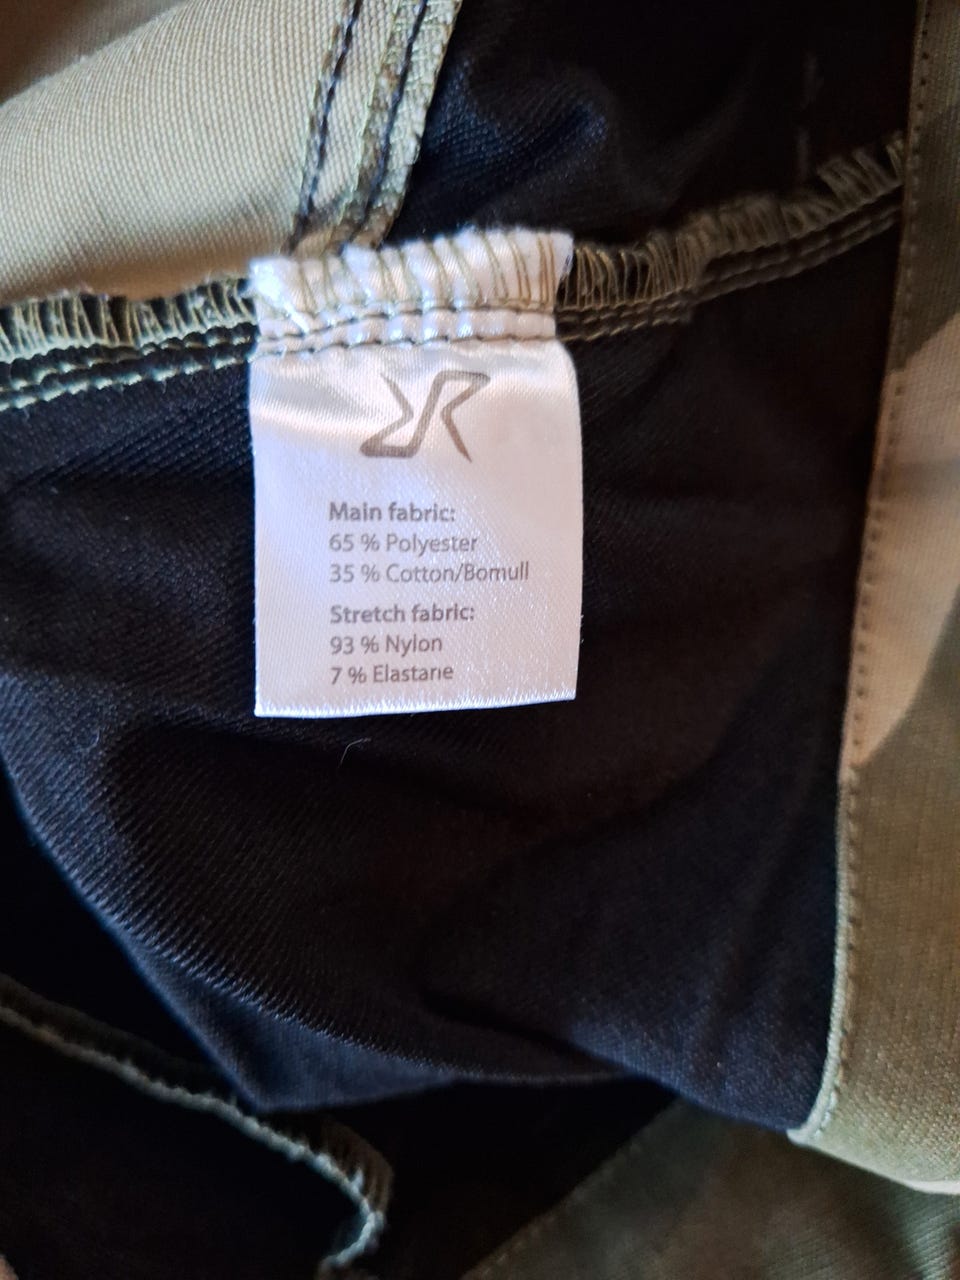 Main fabric:
65 % Polyester
35 % Cotton/Bomull
Stretch fabric:
93 % Nylon
7 % Elastane